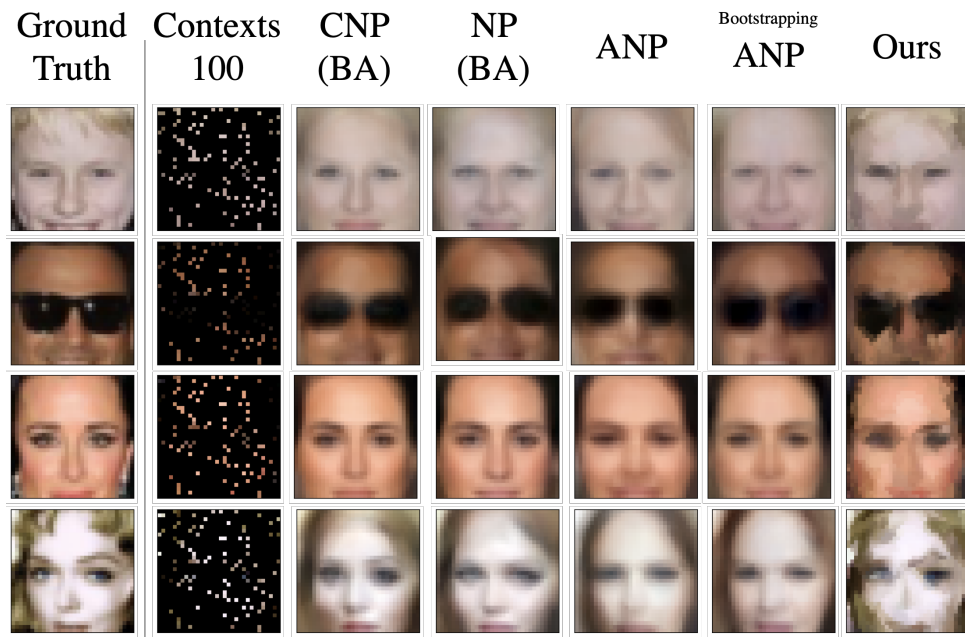 Ground
Truth
Contexts
100
CNP
(BA)
NP
(BA)
ANP
Bootstrapping
ANP
Ours